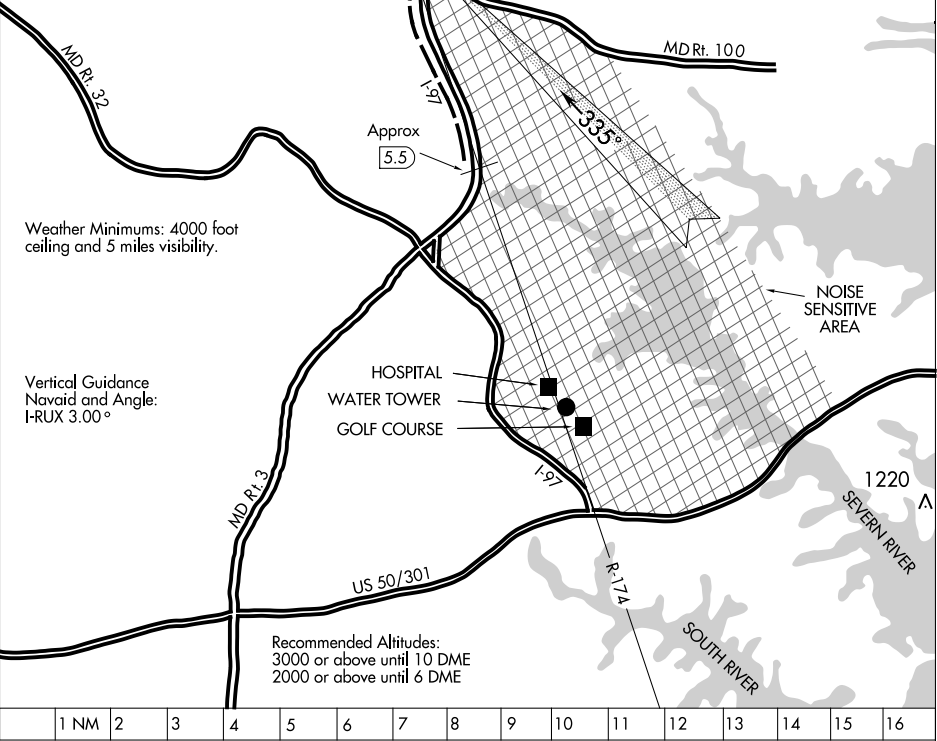 MD Rt. 100
MD Rt. 32
I-97
335°
Approx
5.5
Weather Minimums: 4000 foot
ceiling and 5 miles visibility.
NOISE
SENSITIVE
AREA
Vertical Guidance
Navaid and Angle:
I-RUX 3.00°
HOSPITAL
WATER TOWER
GOLF COURSE
I-97
MD Rt. 3
1220
SEVERN RIVER
US 50/301
R-174
SOUTH RIVER
Recommended Altitudes:
3000 or above until 10 DME
2000 or above until 6 DME
1 NM 2 3 4 5 6 7 8 9 10 11 12 13 14 15 16